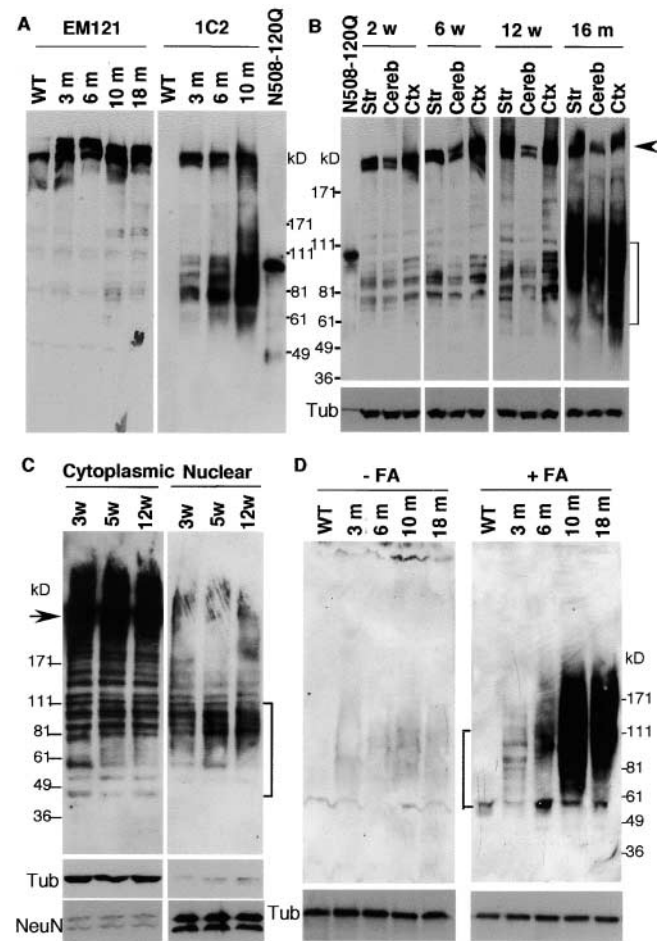 A EM121 1C2
WT 3 m 6 m 10 m 18 m WT 3 m 6 m 10 m N508-120Q
kD
171
111
81
61
49
B 2 w 6 w 12 w 16 m
N508-120Q Str Cereb Ctx Str Cereb Ctx Str Cereb Ctx Str Cereb Ctx
kD
171
111
81
61
49
36
Tub
C Cytoplasmic Nuclear
3w 5w 12w 3w 5w 12w
kD
171
111
81
61
49
36
Tub
NeuN
D - FA + FA
WT 3 m 6 m 10 m 18 m WT 3 m 6 m 10 m 18 m
kD
171
111
81
61
49
36
Tub